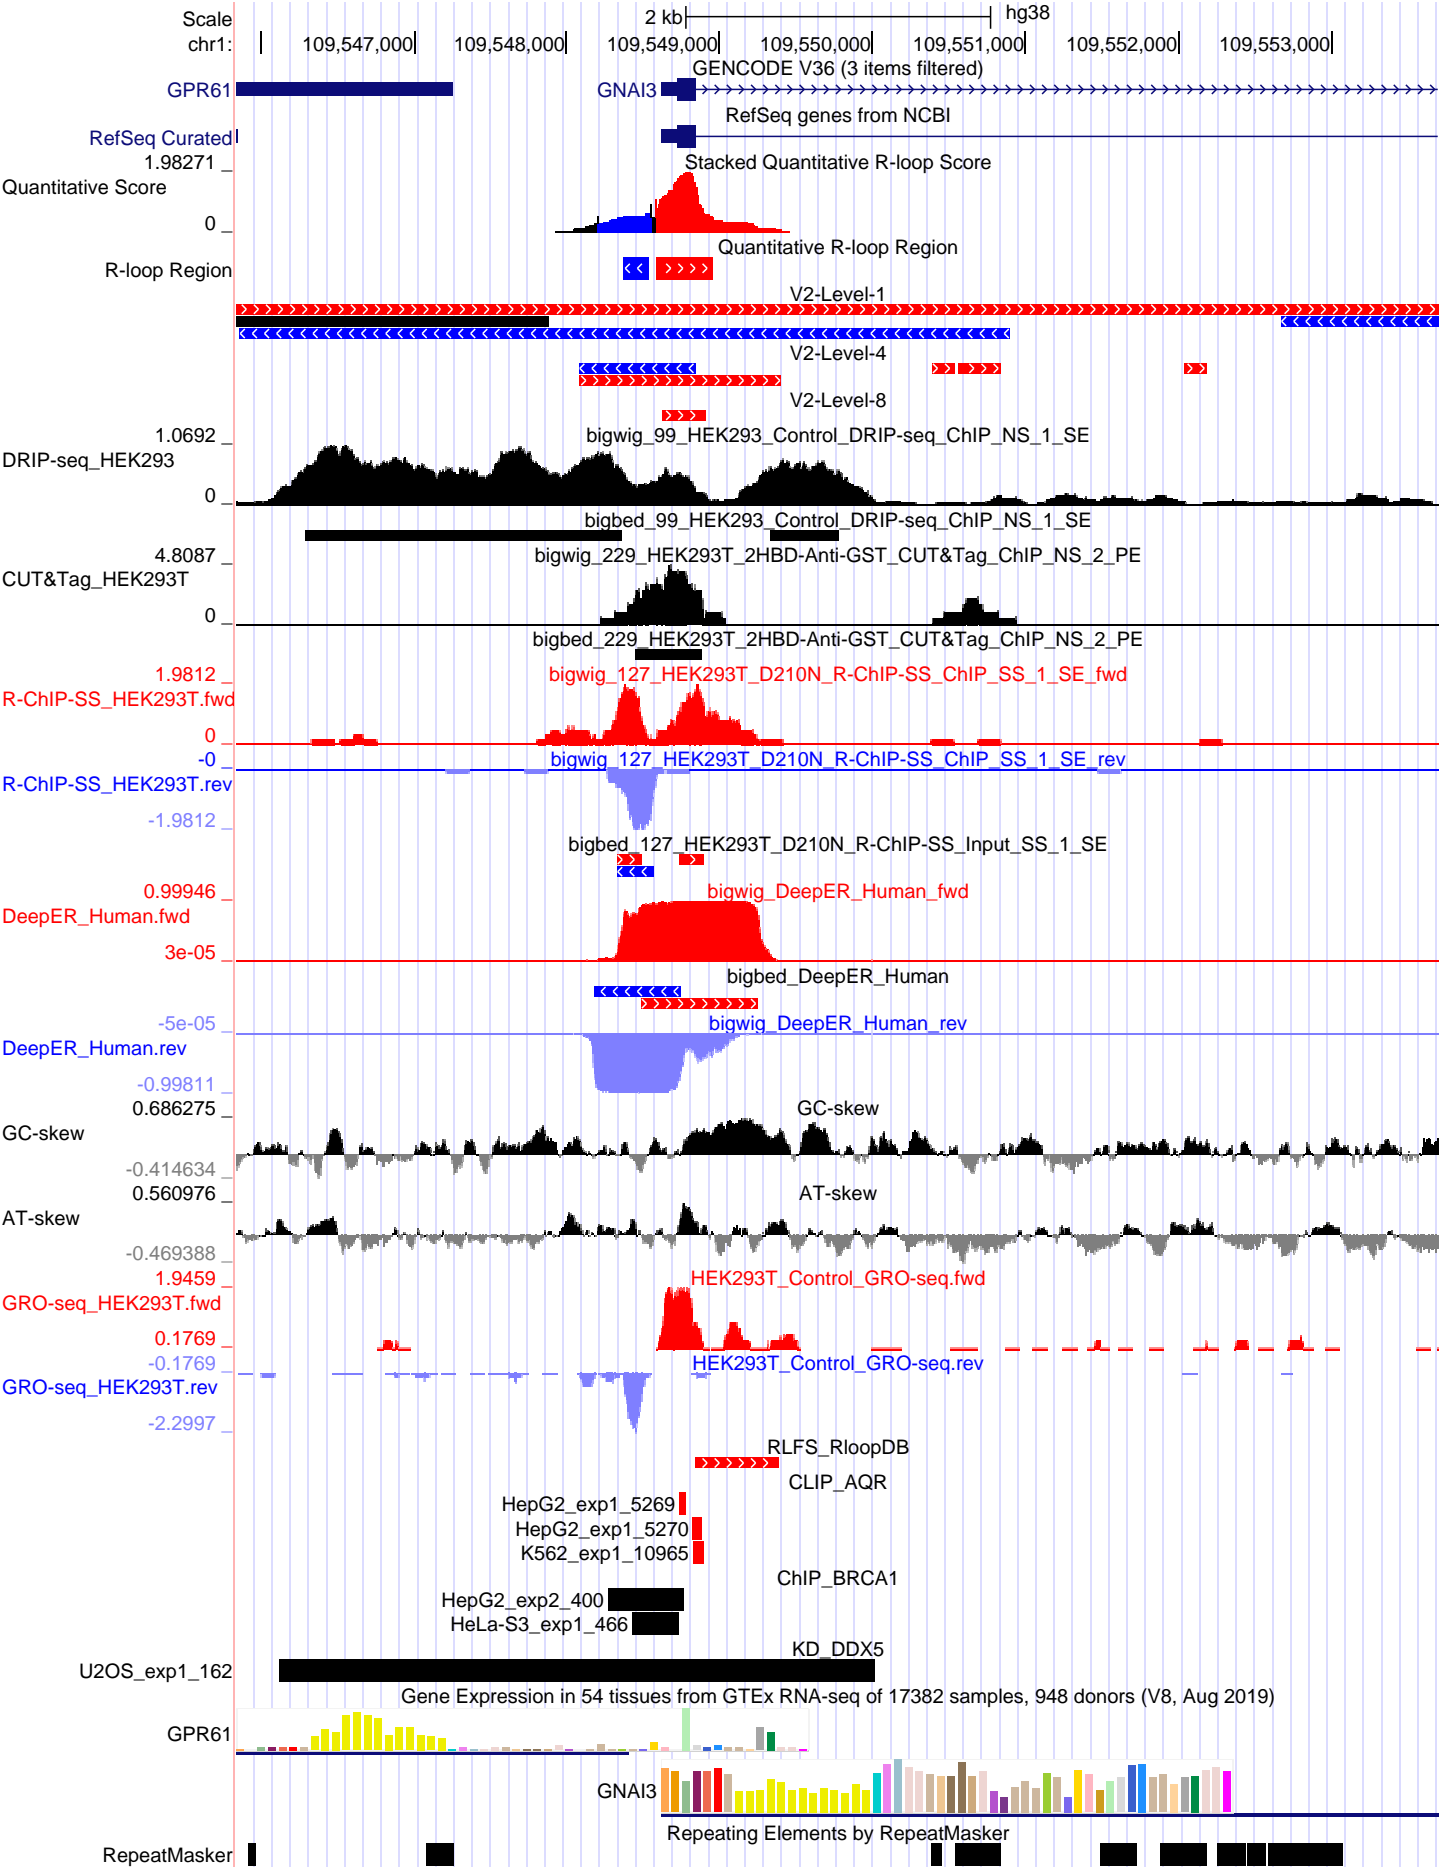 Scale 2 kb hg38
chr1: 109,547,000 109,548,000 109,549,000 109,550,000 109,551,000 109,552,000 109,553,000
GENCODE V36 (3 items filtered)
GPR61 GNAI3
RefSeq genes from NCBI
RefSeq Curated
1.98271 Stacked Quantitative R-loop Score
Quantitative Score
0
Quantitative R-loop Region
R-loop Region
V2-Level-1
V2-Level-4
V2-Level-8
1.0692 bigwig_99_HEK293_Control_DRIP-seq_ChIP_NS_1_SE
DRIP-seq_HEK293
0
bigbed_99_HEK293_Control_DRIP-seq_ChIP_NS_1_SE
4.8087 bigwig_229_HEK293T_2HBD-Anti-GST_CUT&Tag_ChIP_NS_2_PE
CUT&Tag_HEK293T
0
bigbed_229_HEK293T_2HBD-Anti-GST_CUT&Tag_ChIP_NS_2_PE
1.9812 bigwig_127_HEK293T_D210N_R-ChIP-SS_ChIP_SS_1_SE_fwd
R-ChIP-SS_HEK293T.fwd
0
-0 bigwig_127_HEK293T_D210N_R-ChIP-SS_ChIP_SS_1_SE_rev
R-ChIP-SS_HEK293T.rev
-1.9812
bigbed_127_HEK293T_D210N_R-ChIP-SS_Input_SS_1_SE
0.99946 bigwig_DeepER_Human_fwd
DeepER_Human.fwd
3e-05
bigbed_DeepER_Human
-5e-05 bigwig_DeepER_Human_rev
DeepER_Human.rev
-0.99811
0.686275 GC-skew
GC-skew
-0.414634
0.560976 AT-skew
AT-skew
-0.469388
1.9459 HEK293T_Control_GRO-seq.fwd
GRO-seq_HEK293T.fwd
0.1769
-0.1769 HEK293T_Control_GRO-seq.rev
GRO-seq_HEK293T.rev
-2.2997
RLFS_RloopDB
CLIP_AQR
HepG2_exp1_5269
HepG2_exp1_5270
K562_exp1_10965
ChIP_BRCA1
HepG2_exp2_400
HeLa-S3_exp1_466
KD_DDX5
U2OS_exp1_162
Gene Expression in 54 tissues from GTEx RNA-seq of 17382 samples, 948 donors (V8, Aug 2019)
GPR61
GNAI3
Repeating Elements by RepeatMasker
RepeatMasker